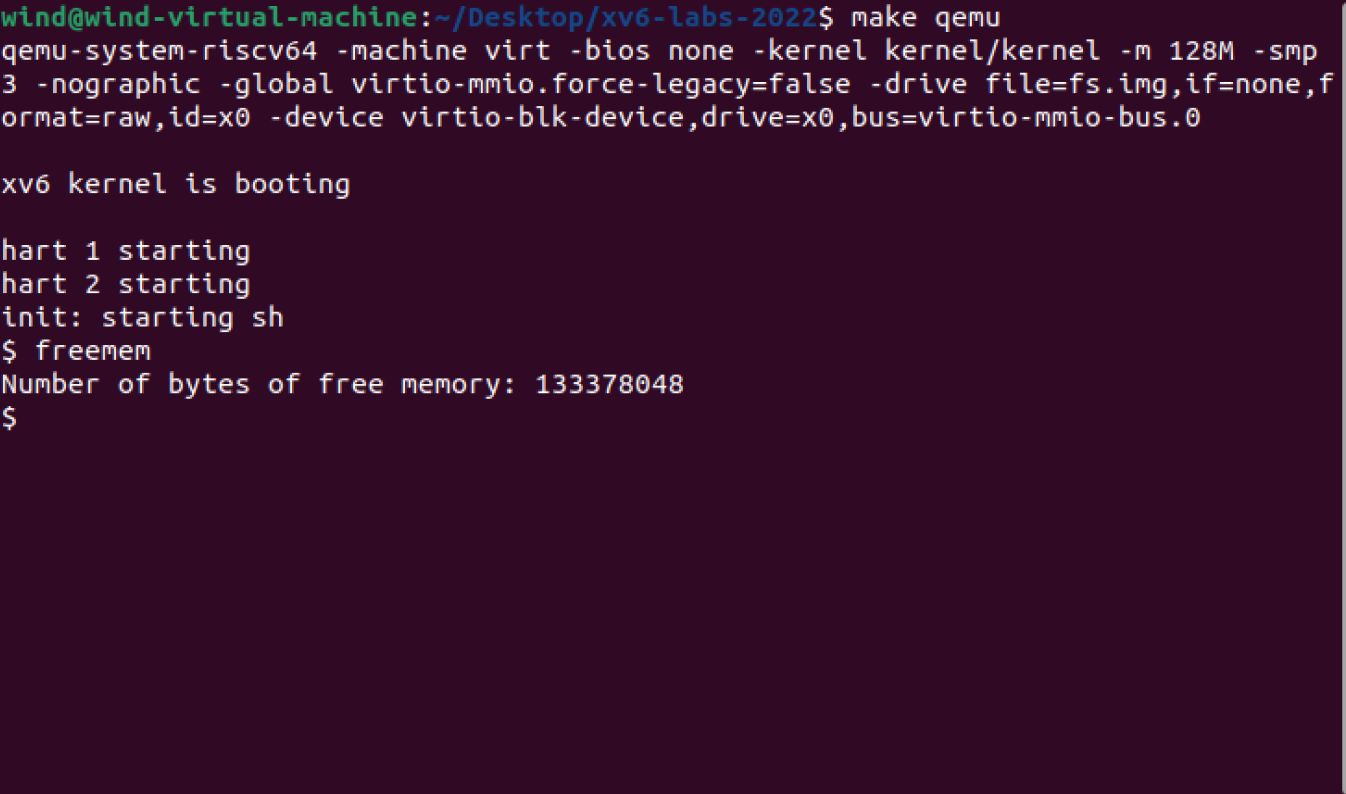 wind@wind-virtual-machine:~/Desktop/xv6-labs-2022$ make qemu
qemu-system-riscv64 -machine virt -bios none -kernel kernel/kernel -m 128M -smp
3 -nographic -global virtio-mmio.force-legacy=false -drive file=fs.img,if=none,f
ormat=raw,id=x0 -device virtio-blk-device,drive=x0,bus=virtio-mmio-bus.0
xv6 kernel is booting
hart 1 starting
hart 2 starting
init: starting sh
$ freemem
Number of bytes of free memory: 133378048
$